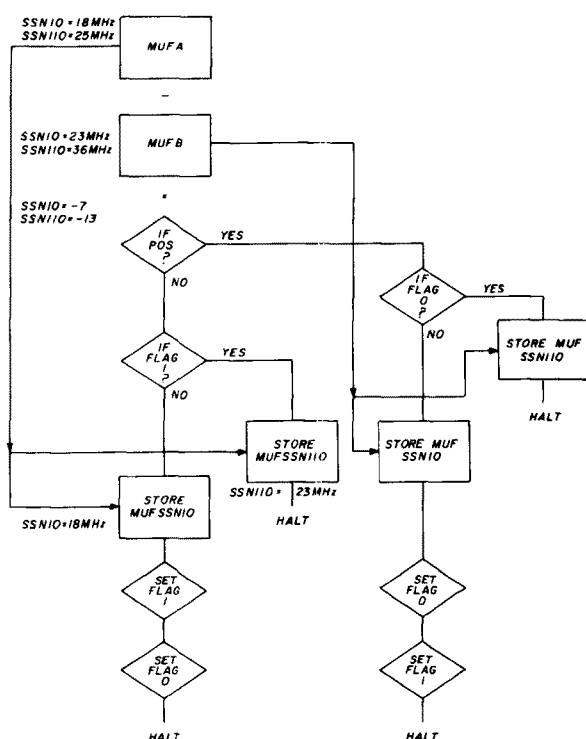 SSN10=18MHz
SSN110=25MHz
MUFA
-
SSN10=23MHz
SSN110=36MHz
MUFB
=
SSN10=-7
SSN110=-13
IF
POS
?
YES
NO
IF
FLAG
0
?
YES
NO
IF
FLAG
1
?
YES
NO
STORE MUF
SSN110
HALT
STORE
MUFSSN110
STORE MUF
SSN10
SSN110= 23MHz
HALT
STORE
MUFSSN10
SSN10=18MHz
SET
FLAG
1
SET
FLAG
0
SET
FLAG
0
SET
FLAG
1
HALT
HALT